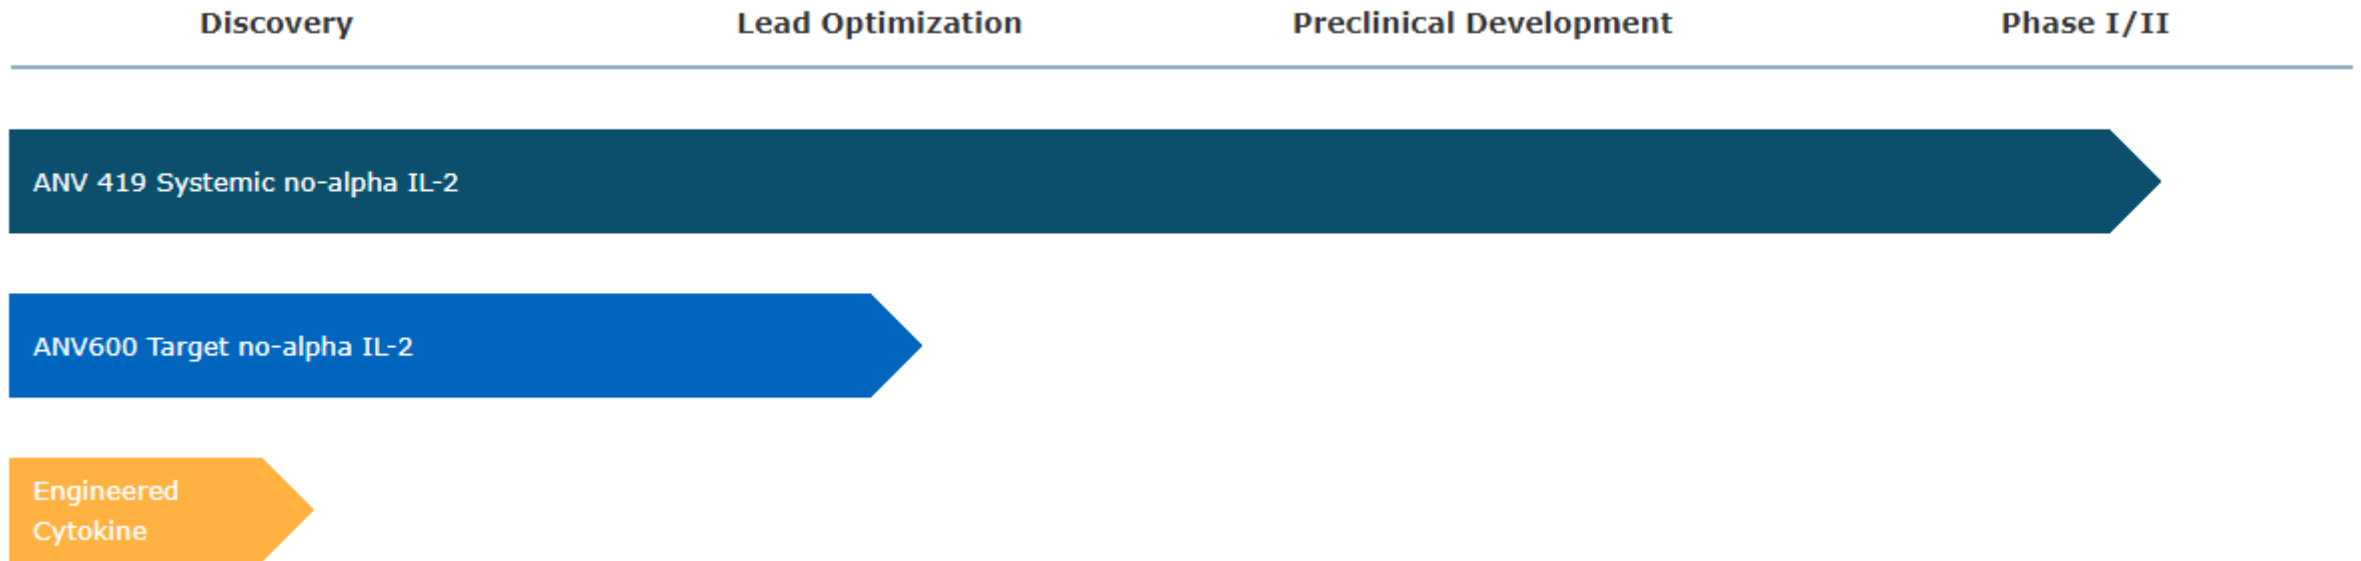 Discovery Lead Optimization Preclinical Development Phase I/II
ANV 419 Systemic no-alpha IL-2
ANV600 Target no-alpha IL-2
Engineered
Cytokine